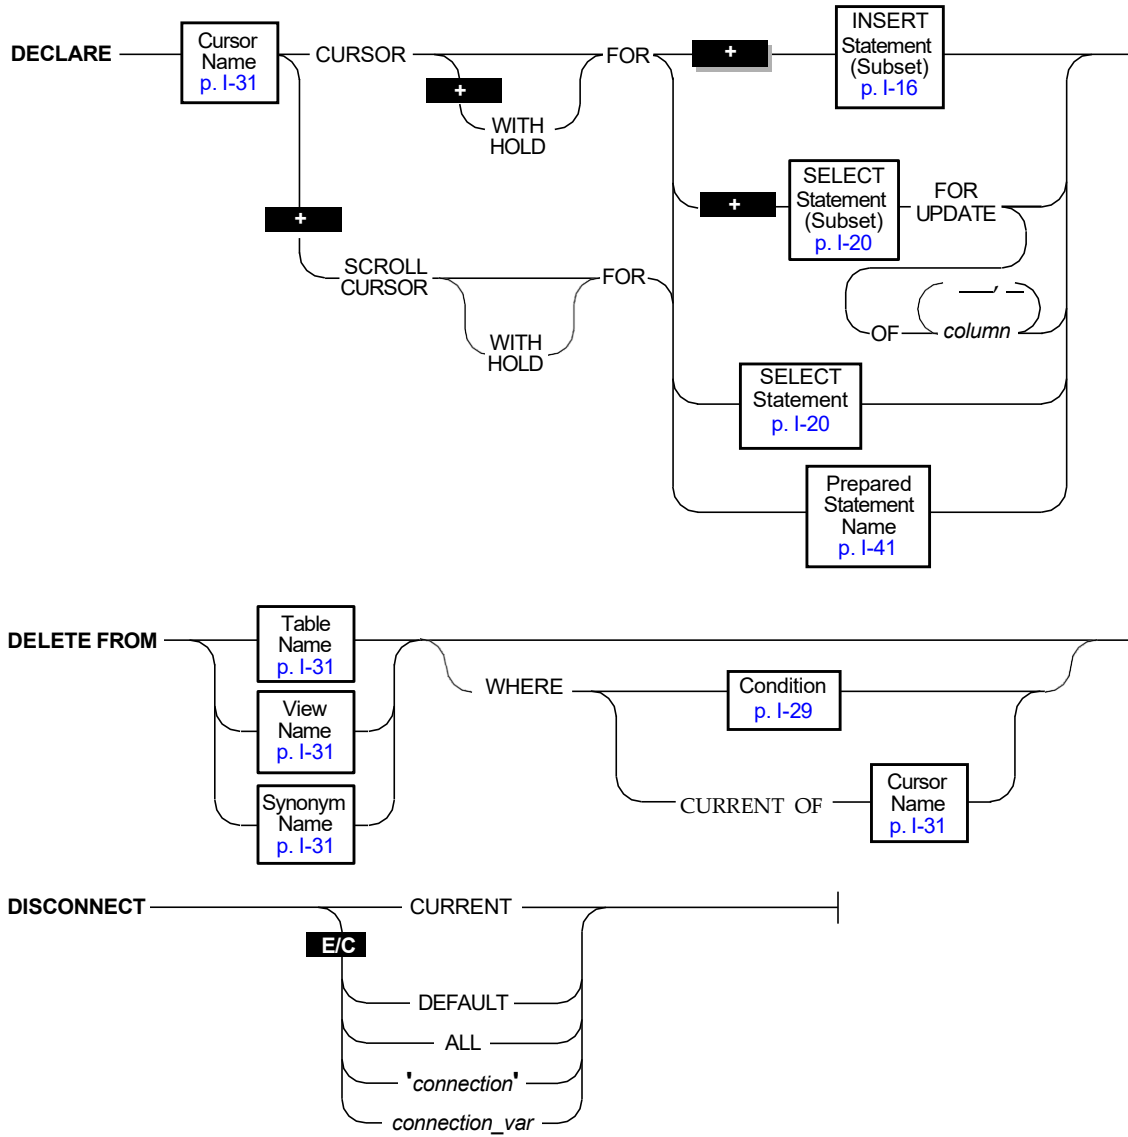 DECLARE
Cursor
Name
p. I-31
CURSOR
+
WITH
HOLD
FOR
+
INSERT
Statement
(Subset)
p. I-16
+
SELECT
Statement
(Subset)
p. I-20
FOR
UPDATE
+
SCROLL
CURSOR
WITH
HOLD
FOR
,
OF
column
SELECT
Statement
p. I-20
Prepared
Statement
Name
p. I-41
DELETE FROM
Table
Name
p. I-31
View
Name
p. I-31
Synonym
Name
p. I-31
WHERE
Condition
p. I-29
CURRENT OF
Cursor
Name
p. I-31
DISCONNECT
CURRENT
E/C
DEFAULT
ALL
'connection'
connection_var